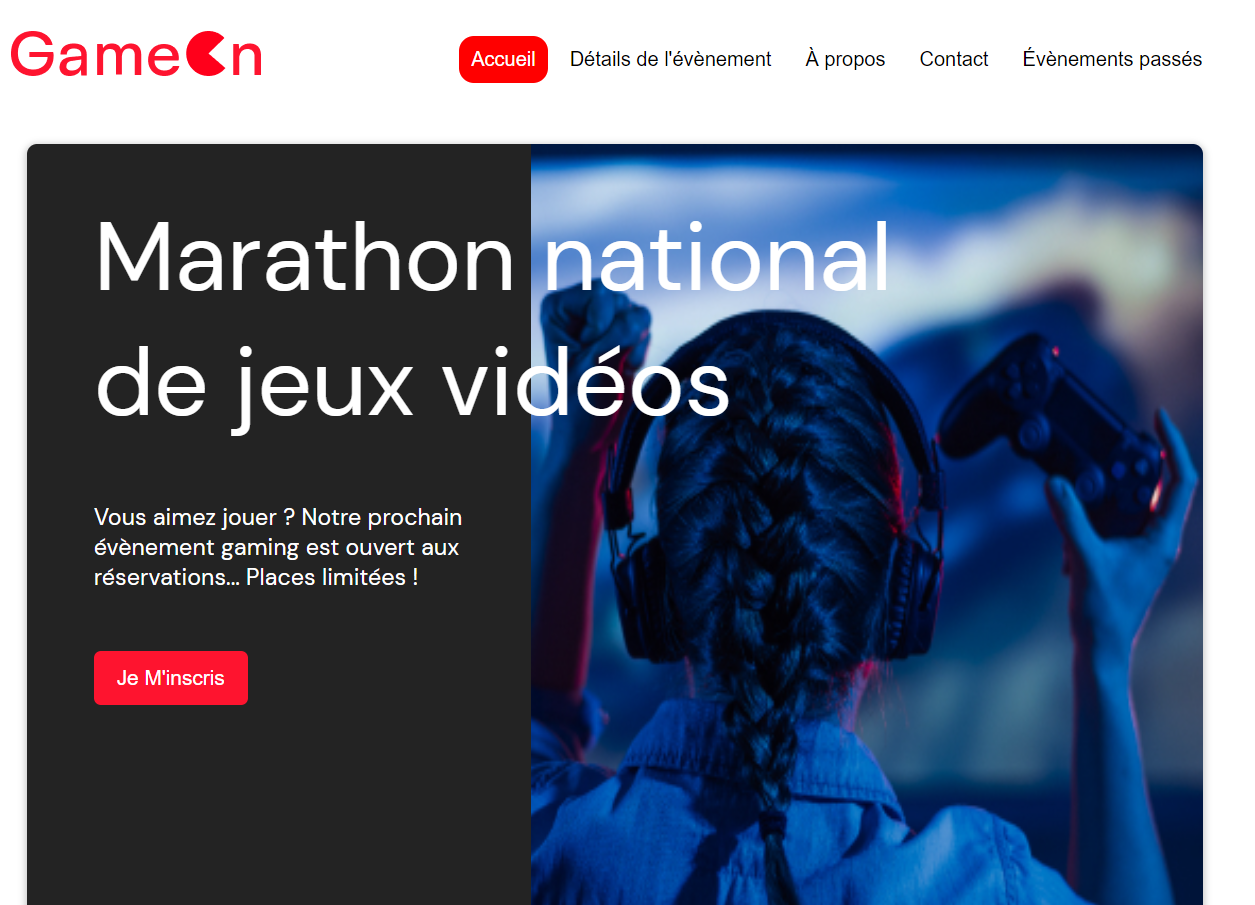 GameOn
Accueil Détails de l'évènement À propos Contact Évènements passés
Marathon national
de jeux vidéos
Vous aimez jouer ? Notre prochain
évènement gaming est ouvert aux
réservations... Places limitées !
Je M'inscris